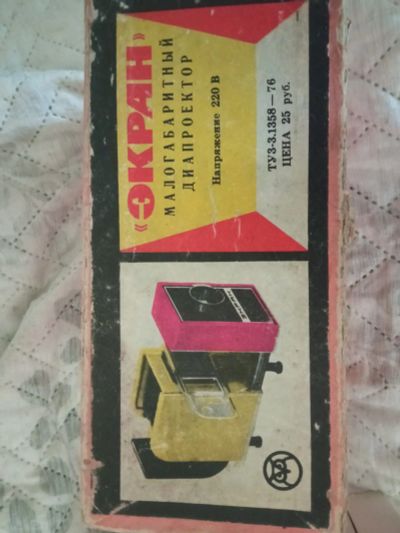 «ЭКРАН»
МАЛОГАБАРИТНЫЙ
ДИАПРОЕКТОР
Напряжение 220 В
ТУ3-3.1358—76
ЦЕНА 25 руб.